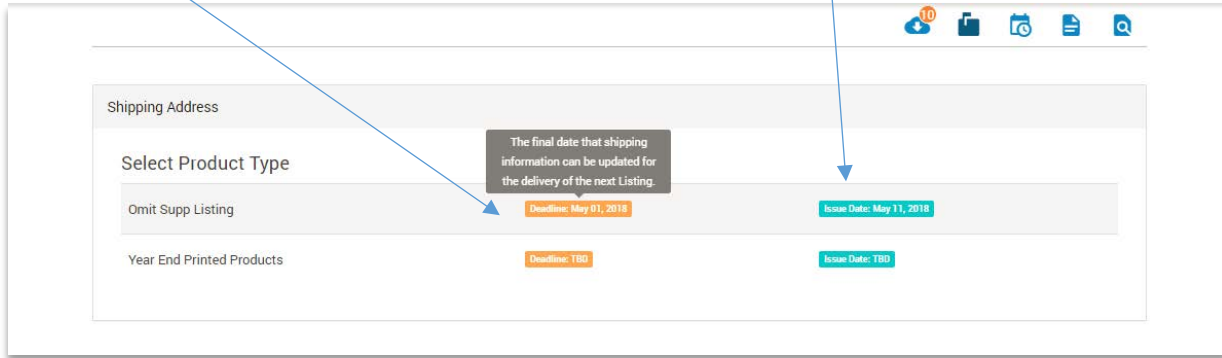 10
Shipping Address
The final date that shipping
information can be updated for
the delivery of the next Listing.
Select Product Type
Omit Supp Listing
Deadline: May 01, 2018
Issue Date: May 11, 2018
Year End Printed Products
Deadline: TBD
Issue Date: TBD